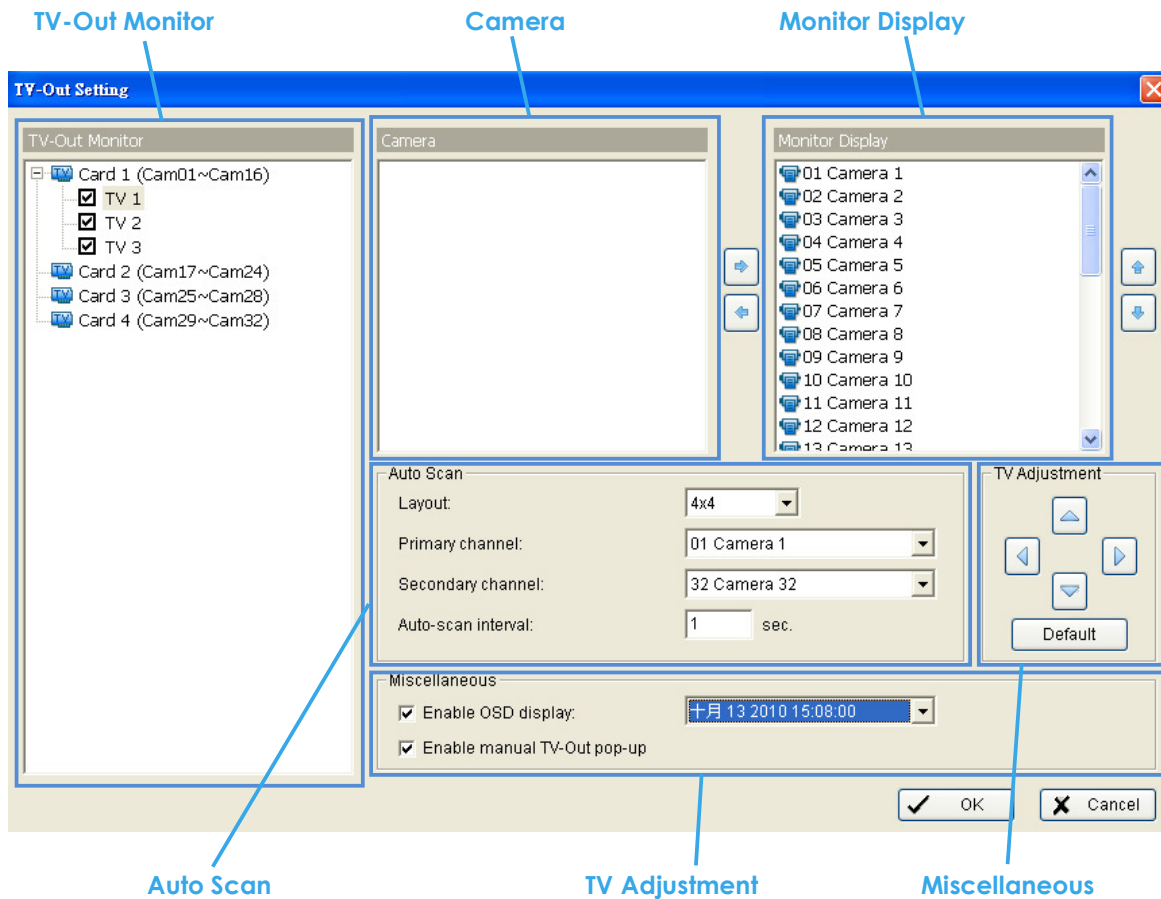 TV-Out Monitor
Camera
Monitor Display
TV-Out Setting
TV-Out Monitor
Card 1 (Cam01~Cam16)
TV 1
TV 2
TV 3
Card 2 (Cam17~Cam24)
Card 3 (Cam25~Cam28)
Card 4 (Cam29~Cam32)
Camera
Monitor Display
01 Camera 1
02 Camera 2
03 Camera 3
04 Camera 4
05 Camera 5
06 Camera 6
07 Camera 7
08 Camera 8
09 Camera 9
10 Camera 10
11 Camera 11
12 Camera 12
13 Camera 13
Auto Scan
Layout: 4x4
Primary channel: 01 Camera 1
Secondary channel: 32 Camera 32
Auto-scan interval: 1 sec.
TV Adjustment
Default
Miscellaneous
Enable OSD display: 十月 13 2010 15:08:00
Enable manual TV-Out pop-up
OK
Cancel
Auto Scan
TV Adjustment
Miscellaneous